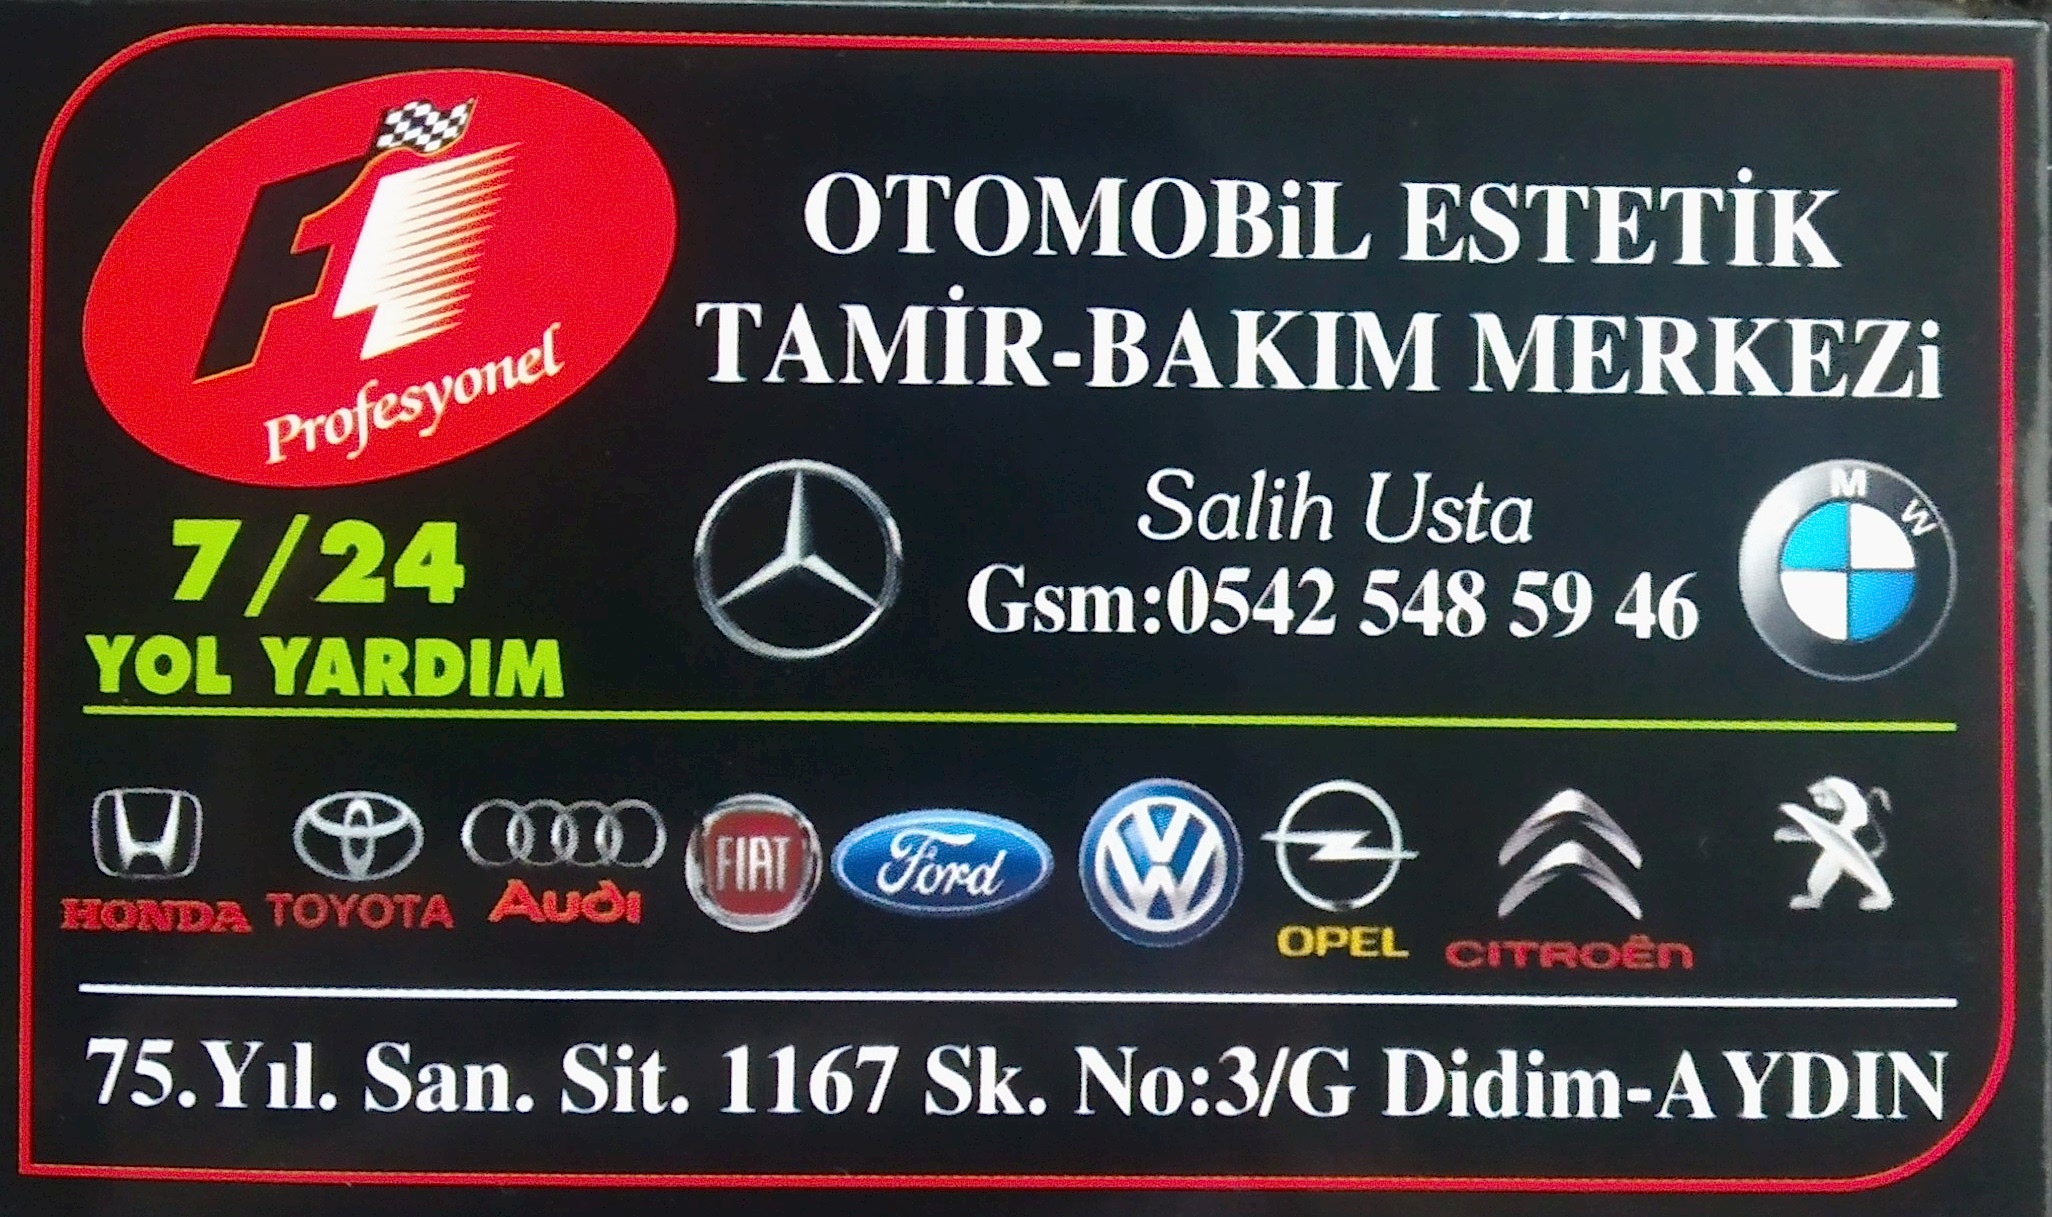 F1
Profesyonel
OTOMOBiL ESTETİK
TAMİR-BAKIM MERKEZi
Salih Usta
Gsm:0542 548 59 46
M W
7/24
YOL YARDIM
HONDA TOYOTA Audi FIAT Ford VW OPEL CITROËN
75.Yıl. San. Sit. 1167 Sk. No:3/G Didim-AYDIN